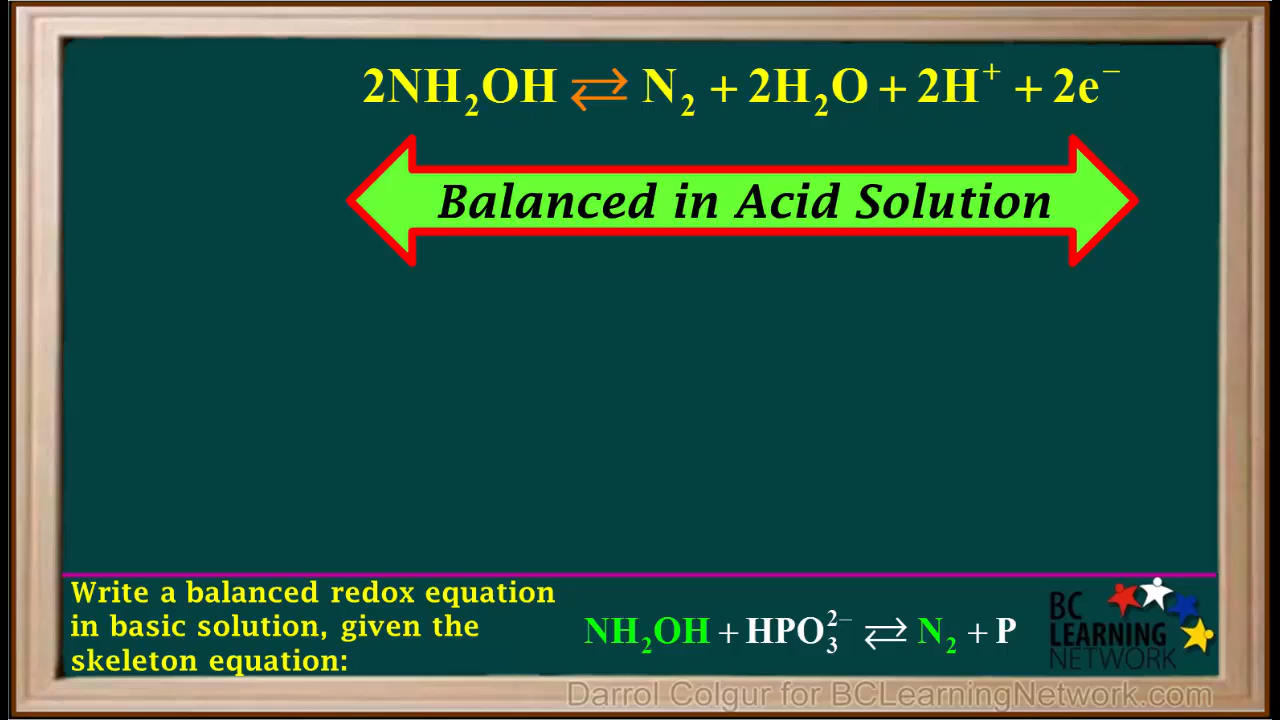 2NH₂OH ⇄ N₂ + 2H₂O + 2H⁺ + 2e⁻
Balanced in Acid Solution
Write a balanced redox equation
in basic solution, given the
skeleton equation:
NH₂OH + HPO₃²⁻ ⇄ N₂ + P
BC
LEARNING
NETWORK
Darrol Colgur for BCLearningNetwork.com